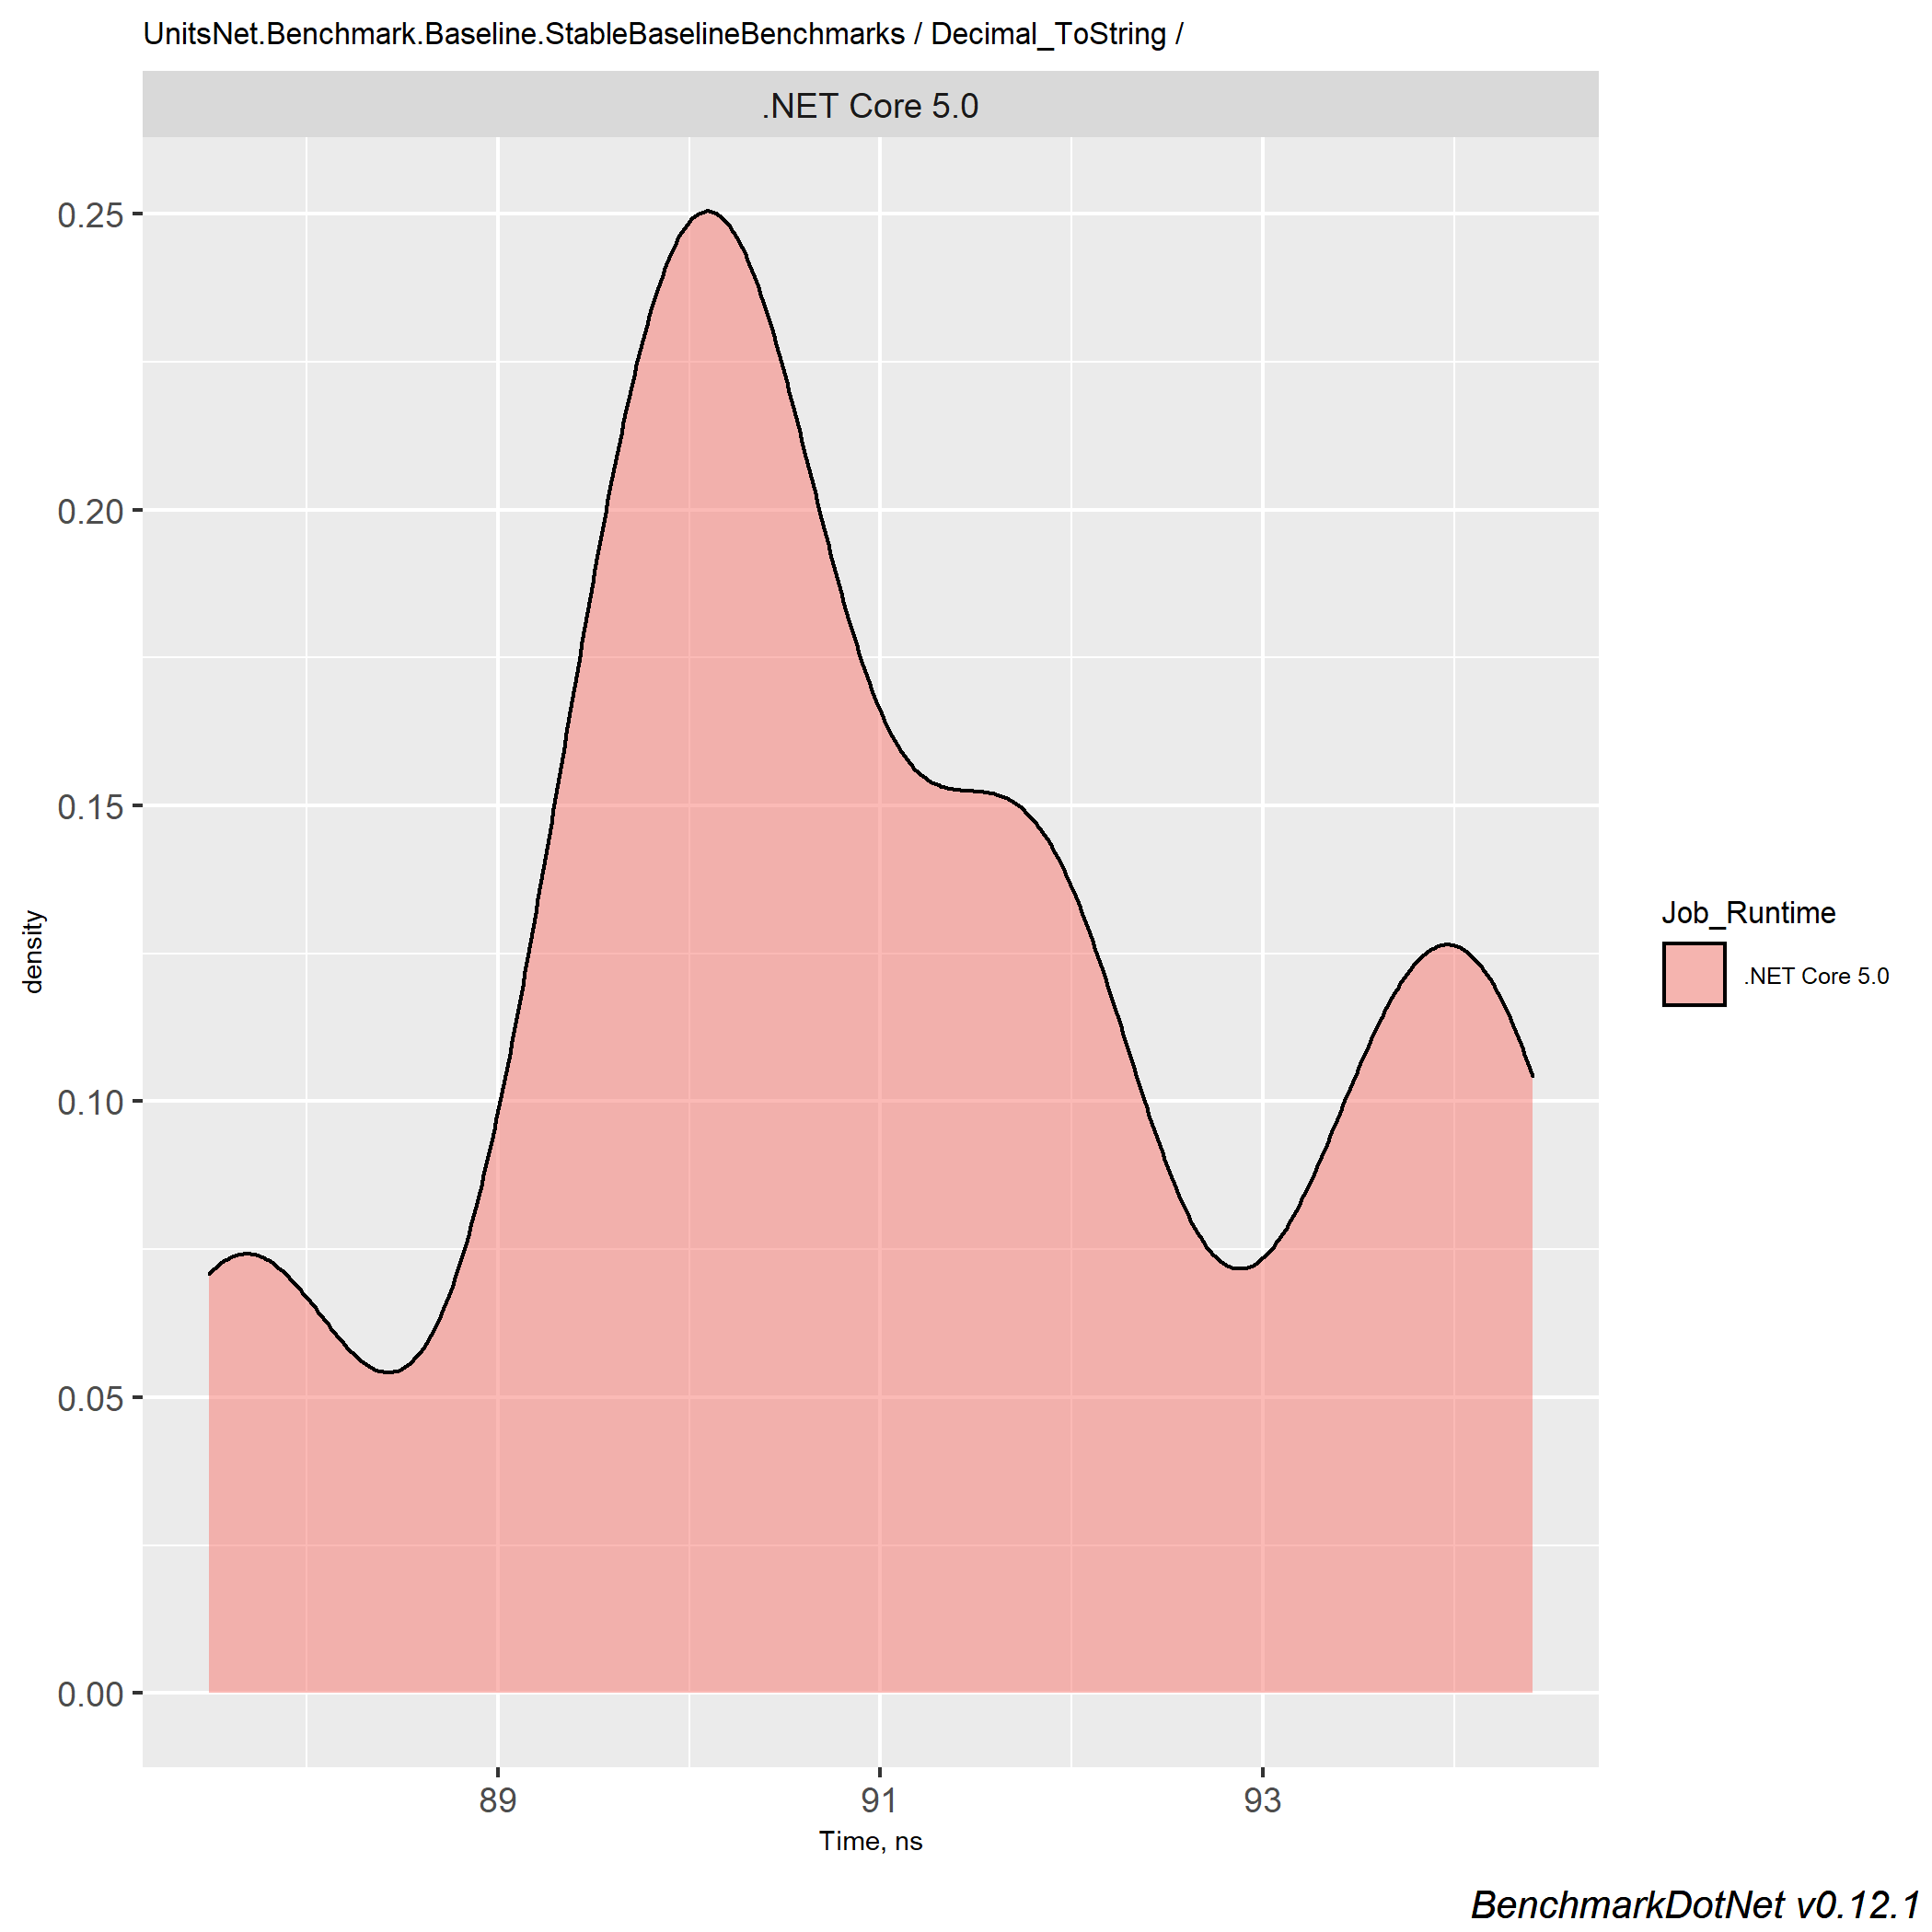 UnitsNet.Benchmark.Baseline.StableBaselineBenchmarks / Decimal_ToString /
.NET Core 5.0
0.25
0.20
0.15
0.10
0.05
0.00
density
89 91 93
Time, ns
Job_Runtime
.NET Core 5.0
BenchmarkDotNet v0.12.1